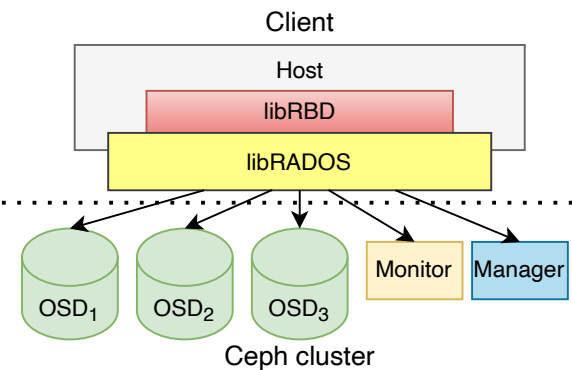 Client
Host
libRBD
libRADOS
OSD₁ OSD₂ OSD₃ Monitor Manager
Ceph cluster